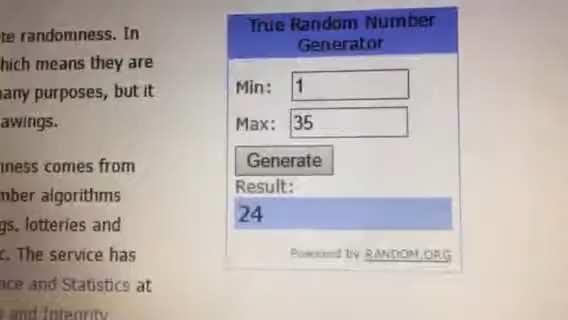 te randomness. In
hich means they are
any purposes, but it
awings.
ness comes from
mber algorithms
gs, lotteries and
c. The service has
nce and Statistics at
and Integrity
True Random Number
Generator
Min: 1
Max: 35
Generate
Result:
24
Powered by RANDOM.ORG